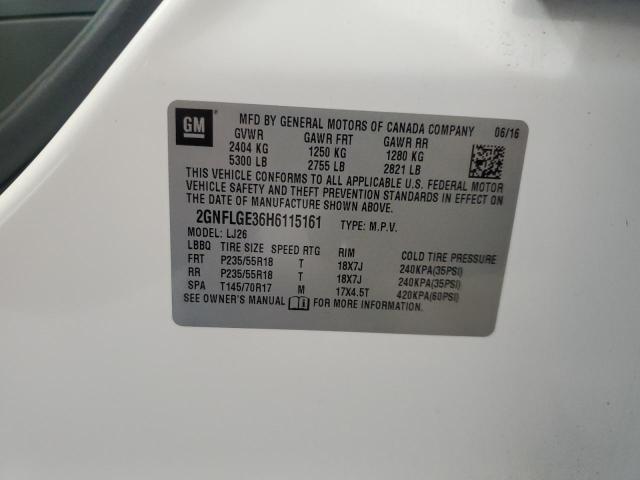 GM
MFD BY GENERAL MOTORS OF CANADA COMPANY 06/16
GVWR GAWR FRT GAWR RR
2404 KG 1250 KG 1280 KG
5300 LB 2755 LB 2821 LB
THIS VEHICLE CONFORMS TO ALL APPLICABLE U.S. FEDERAL MOTOR
VEHICLE SAFETY AND THEFT PREVENTION STANDARDS IN EFFECT ON
THE DATE OF MANUFACTURE SHOWN ABOVE.
2GNFLGE36H6115161 TYPE: M.P.V.
MODEL: LJ26
LBBQ TIRE SIZE SPEED RTG RIM COLD TIRE PRESSURE
FRT P235/55R18 T 18X7J 240KPA(35PSI)
RR P235/55R18 T 18X7J 240KPA(35PSI)
SPA T145/70R17 M 17X4.5T 420KPA(60PSI)
SEE OWNER'S MANUAL FOR MORE INFORMATION.